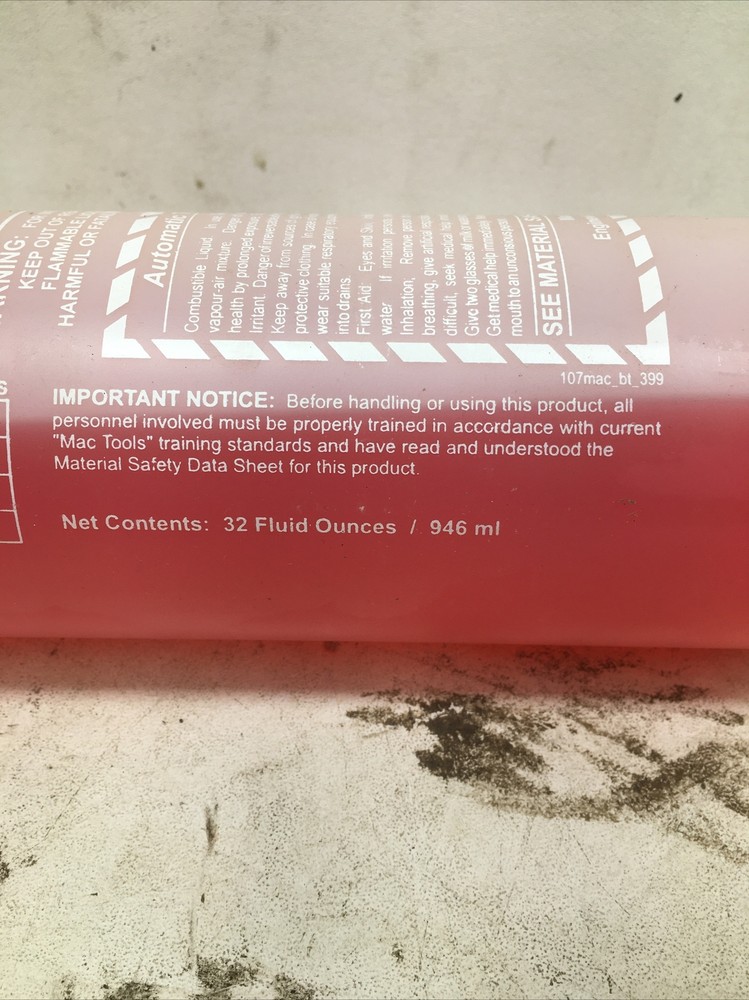 KEEP OUT OF
FLAMMABLE
HARMFUL OR
Automatic
Combustible Liquid
vapour-air mixture.
health by prolonged
Irritant. Danger of
Keep away from sources
protective clothing. In
wear suitable respiratory
into drains.
First Aid: Eyes and
water. If irritation
Inhalation, Remove
breathing, give artificial
difficult, seek medical
Give two glasses of milk or
Get medical help
mouth to an unconscious
SEE MATERIAL
107mac_bt_399
S
IMPORTANT NOTICE: Before handling or using this product, all
personnel involved must be properly trained in accordance with current
"Mac Tools" training standards and have read and understood the
Material Safety Data Sheet for this product.
Net Contents: 32 Fluid Ounces / 946 ml